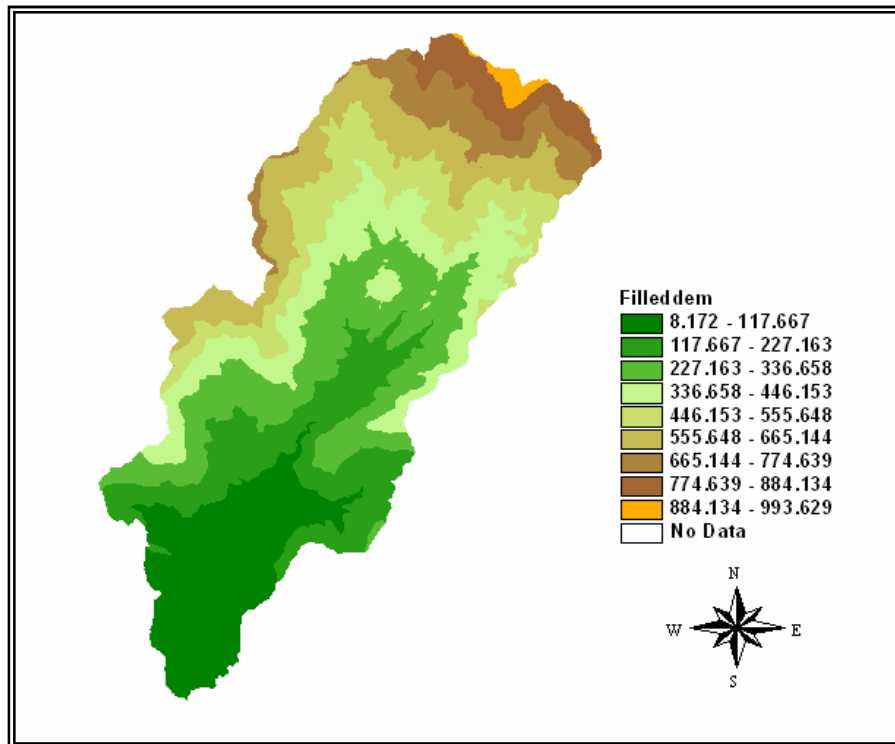 Filleddem
8.172 - 117.667
117.667 - 227.163
227.163 - 336.658
336.658 - 446.153
446.153 - 555.648
555.648 - 665.144
665.144 - 774.639
774.639 - 884.134
884.134 - 993.629
No Data
N
W E
S